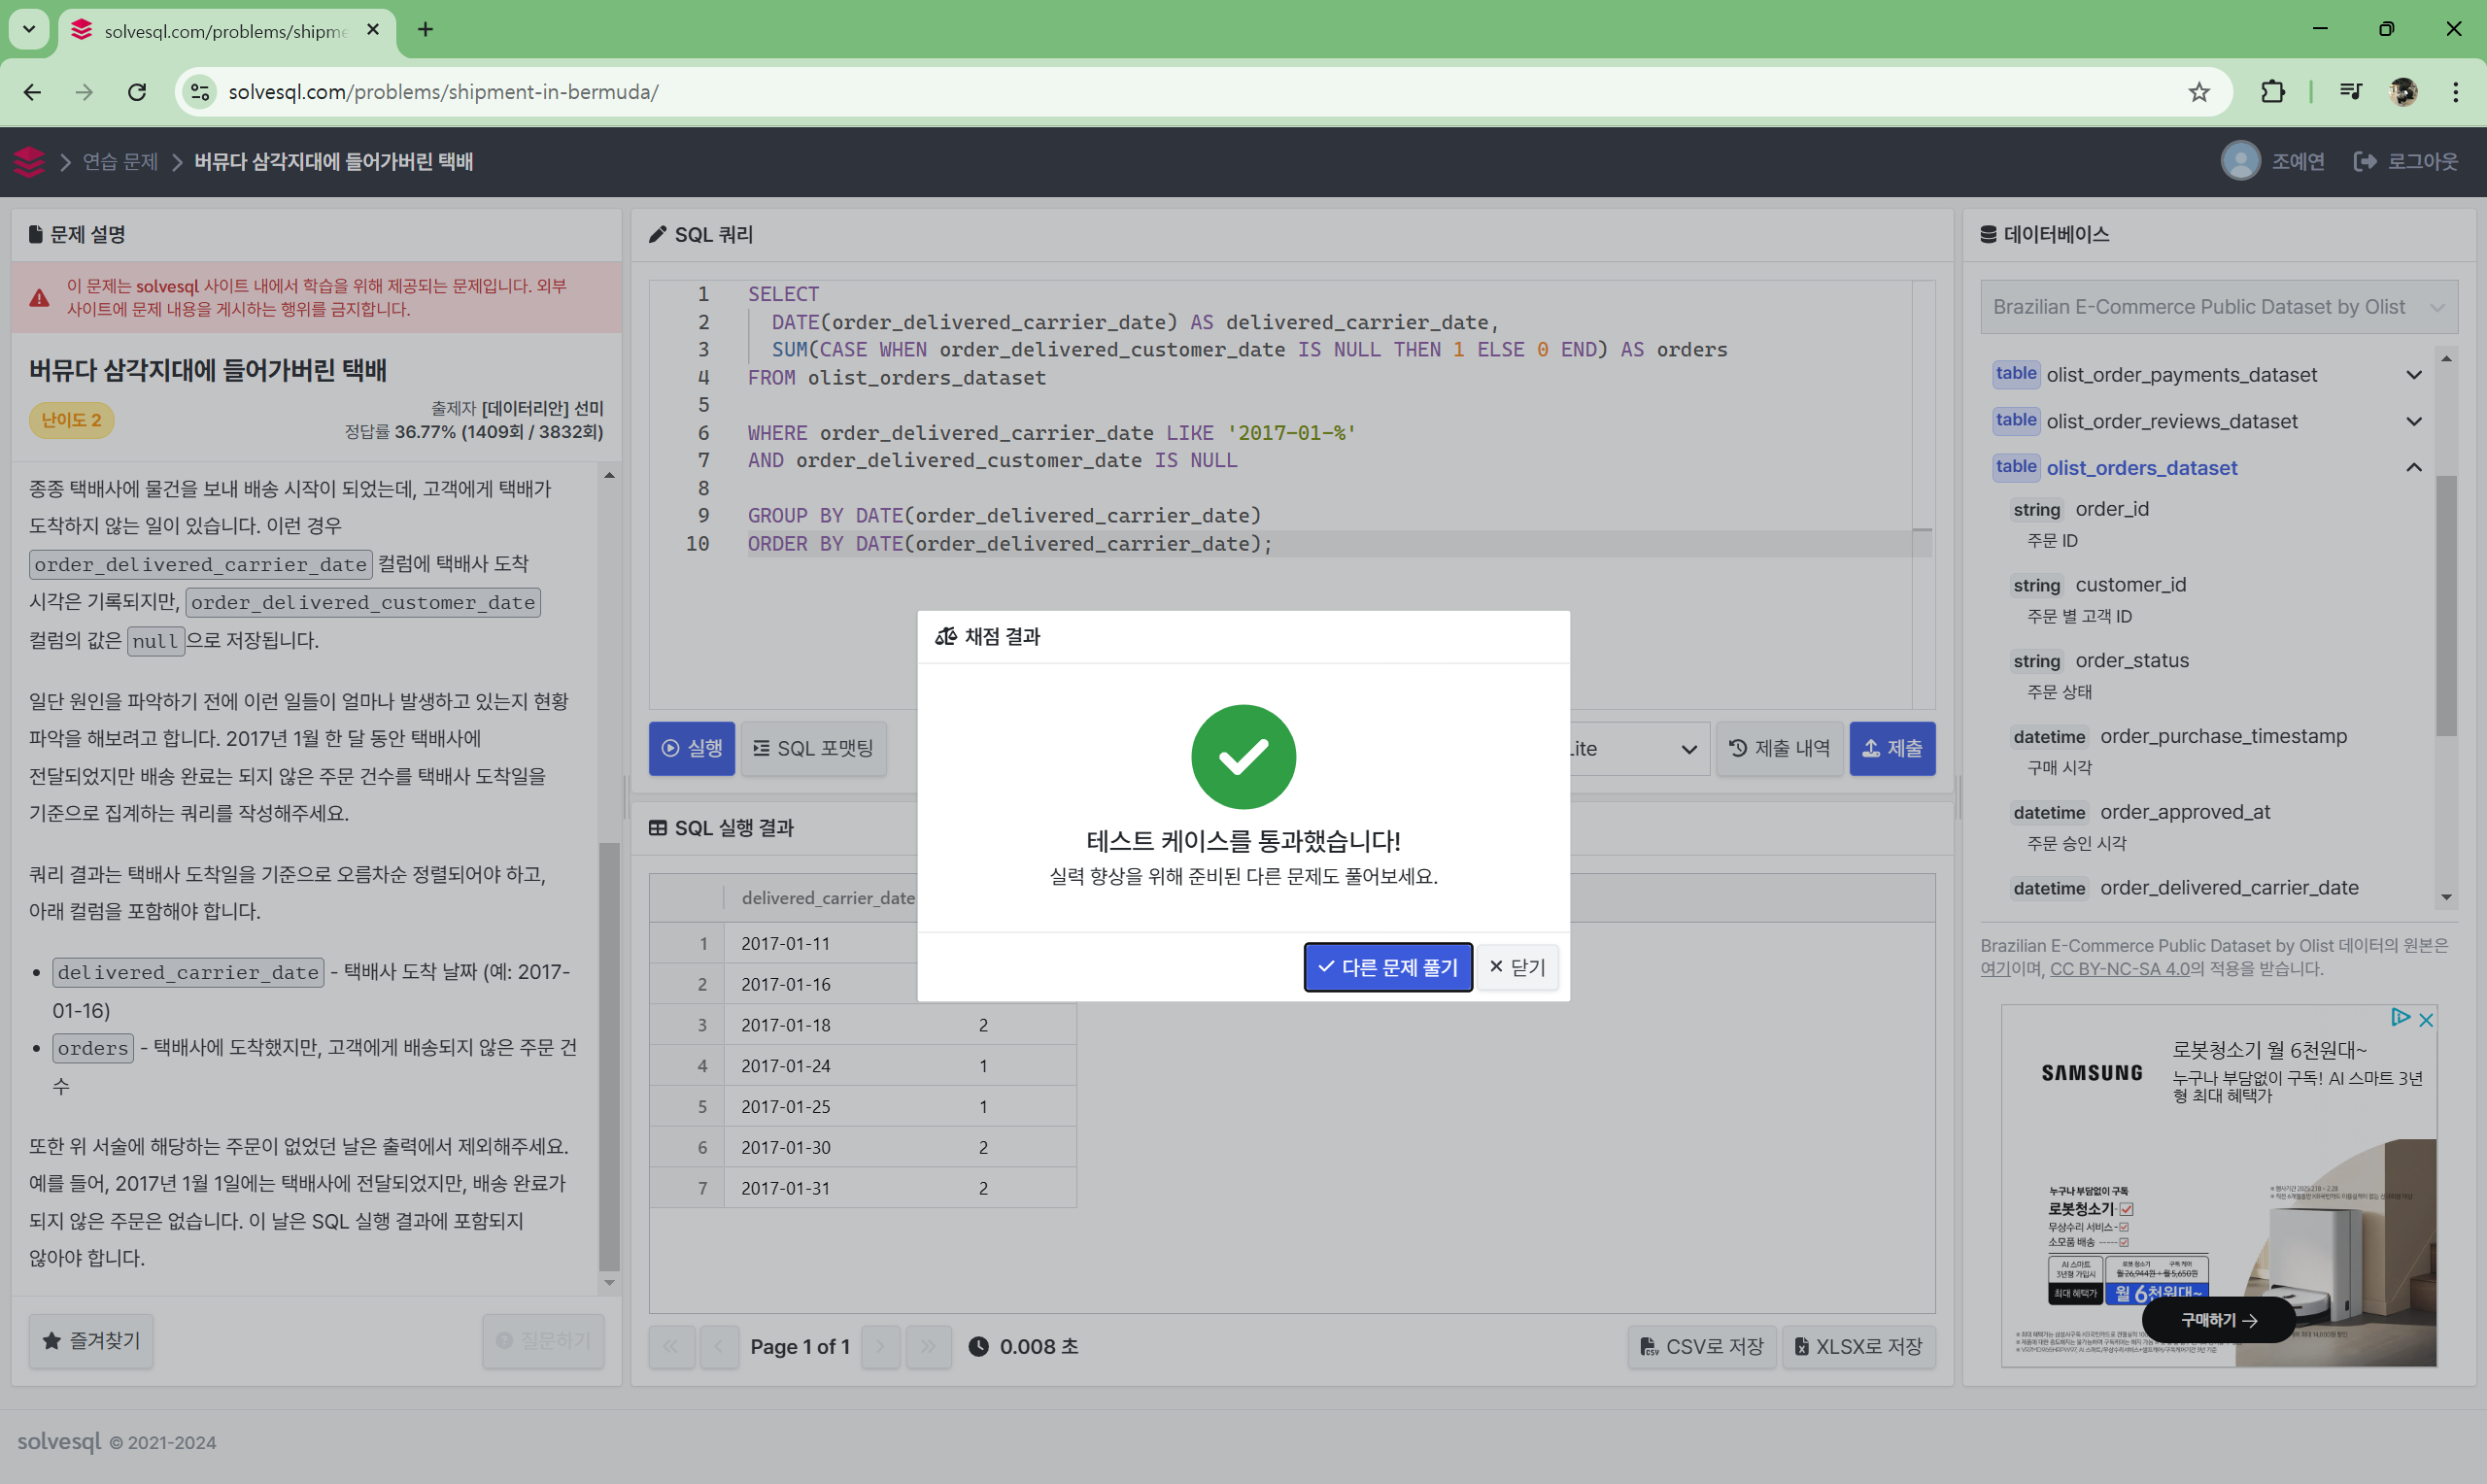 solvesql.com/problems/shipme
solvesql.com/problems/shipment-in-bermuda/
연습 문제
버뮤다 삼각지대에 들어가버린 택배
조예연
로그아웃
문제 설명
이 문제는 solvesql 사이트 내에서 학습을 위해 제공되는 문제입니다. 외부
사이트에 문제 내용을 게시하는 행위를 금지합니다.
버뮤다 삼각지대에 들어가버린 택배
난이도 2
출제자 [데이터리안] 선미
정답률 36.77% (1409회 / 3832회)
종종 택배사에 물건을 보내 배송 시작이 되었는데, 고객에게 택배가
도착하지 않는 일이 있습니다. 이런 경우
order_delivered_carrier_date 컬럼에 택배사 도착
시각은 기록되지만, order_delivered_customer_date
컬럼의 값은 null으로 저장됩니다.
일단 원인을 파악하기 전에 이런 일들이 얼마나 발생하고 있는지 현황
파악을 해보려고 합니다. 2017년 1월 한 달 동안 택배사에
전달되었지만 배송 완료는 되지 않은 주문 건수를 택배사 도착일을
기준으로 집계하는 쿼리를 작성해주세요.
쿼리 결과는 택배사 도착일을 기준으로 오름차순 정렬되어야 하고,
아래 컬럼을 포함해야 합니다.
• delivered_carrier_date - 택배사 도착 날짜 (예: 2017-
01-16)
• orders - 택배사에 도착했지만, 고객에게 배송되지 않은 주문 건
수
또한 위 서술에 해당하는 주문이 없었던 날은 출력에서 제외해주세요.
예를 들어, 2017년 1월 1일에는 택배사에 전달되었지만, 배송 완료가
되지 않은 주문은 없습니다. 이 날은 SQL 실행 결과에 포함되지
않아야 합니다.
즐겨찾기
질문하기
SQL 쿼리
1 SELECT
2 DATE(order_delivered_carrier_date) AS delivered_carrier_date,
3 SUM(CASE WHEN order_delivered_customer_date IS NULL THEN 1 ELSE 0 END) AS orders
4 FROM olist_orders_dataset
5
6 WHERE order_delivered_carrier_date LIKE '2017-01-%'
7 AND order_delivered_customer_date IS NULL
8
9 GROUP BY DATE(order_delivered_carrier_date)
10 ORDER BY DATE(order_delivered_carrier_date);
실행
SQL 포맷팅
Lite
제출 내역
제출
채점 결과
테스트 케이스를 통과했습니다!
실력 향상을 위해 준비된 다른 문제도 풀어보세요.
다른 문제 풀기
닫기
SQL 실행 결과
delivered_carrier_date
1 2017-01-11
2 2017-01-16
3 2017-01-18 2
4 2017-01-24 1
5 2017-01-25 1
6 2017-01-30 2
7 2017-01-31 2
Page 1 of 1
0.008 초
CSV로 저장
XLSX로 저장
데이터베이스
Brazilian E-Commerce Public Dataset by Olist
table olist_order_payments_dataset
table olist_order_reviews_dataset
table olist_orders_dataset
string order_id
주문 ID
string customer_id
주문 별 고객 ID
string order_status
주문 상태
datetime order_purchase_timestamp
구매 시각
datetime order_approved_at
주문 승인 시각
datetime order_delivered_carrier_date
Brazilian E-Commerce Public Dataset by Olist 데이터의 원본은
여기이며, CC BY-NC-SA 4.0의 적용을 받습니다.
SAMSUNG
로봇청소기 월 6천원대~
누구나 부담없이 구독! AI 스마트 3년
형 최대 혜택가
누구나 부담없이 구독
로봇청소기
무상수리 서비스
소모품 배송
AI 스마트
3년형 가입시
최대 혜택가
월 6천원대~
구매하기
solvesql © 2021-2024